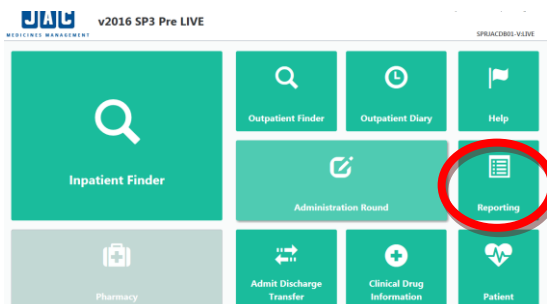 JAC
MEDICINES MANAGEMENT
v2016 SP3 Pre LIVE
SPRJACDB01-V:LIVE
Inpatient Finder
Outpatient Finder
Outpatient Diary
Help
Administration Round
Reporting
Pharmacy
Admit Discharge
Transfer
Clinical Drug
Information
Patient